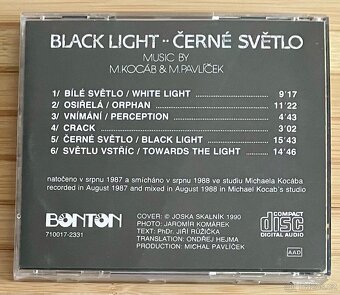 BLACK LIGHT ·· ČERNÉ SVĚTLO
MUSIC BY
M.KOCÁB & M.PAVLÍČEK
1/ BÍLÉ SVĚTLO / WHITE LIGHT 9'17
2/ OSIŘELÁ / ORPHAN 11'22
3/ VNÍMÁNÍ / PERCEPTION 4'43
4/ CRACK 3'02
5/ ČERNÉ SVĚTLO / BLACK LIGHT 15'43
6/ SVĚTLU VSTŘÍC / TOWARDS THE LIGHT 14'46
natočeno v srpnu 1987 a smícháno v srpnu 1988 ve studiu Michaela Kocába
recorded in August 1987 and mixed in August 1988 in Michael Kocab's studio
BONTON
710017-2331
COVER: © JOSKA SKALNÍK 1990
PHOTO: JAROMÍR KOMÁREK
TEXT: PhDr. JIŘÍ RŮŽIČKA
TRANSLATION: ONDŘEJ HEJMA
PRODUCTION: MICHAL PAVLÍČEK
COMPACT
disc
DIGITAL AUDIO
AAD